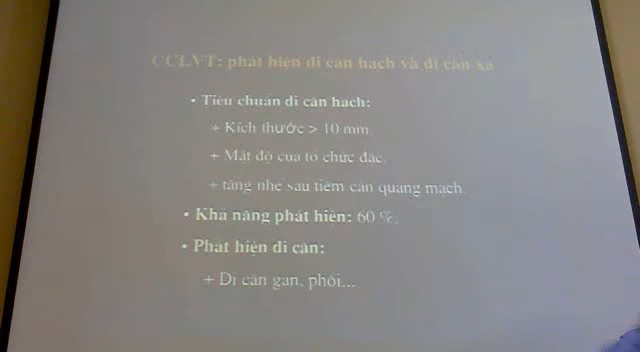 CCLVT: phát hiện di căn hạch và di căn xa
• Tiêu chuẩn di căn hạch:
+ Kích thước > 10 mm
+ Mật độ của tổ chức đặc,
+ tăng nhẹ sau tiêm cản quang mạch.
• Khả năng phát hiện: 60 %.
• Phát hiện di căn:
+ Di căn gan, phổi...